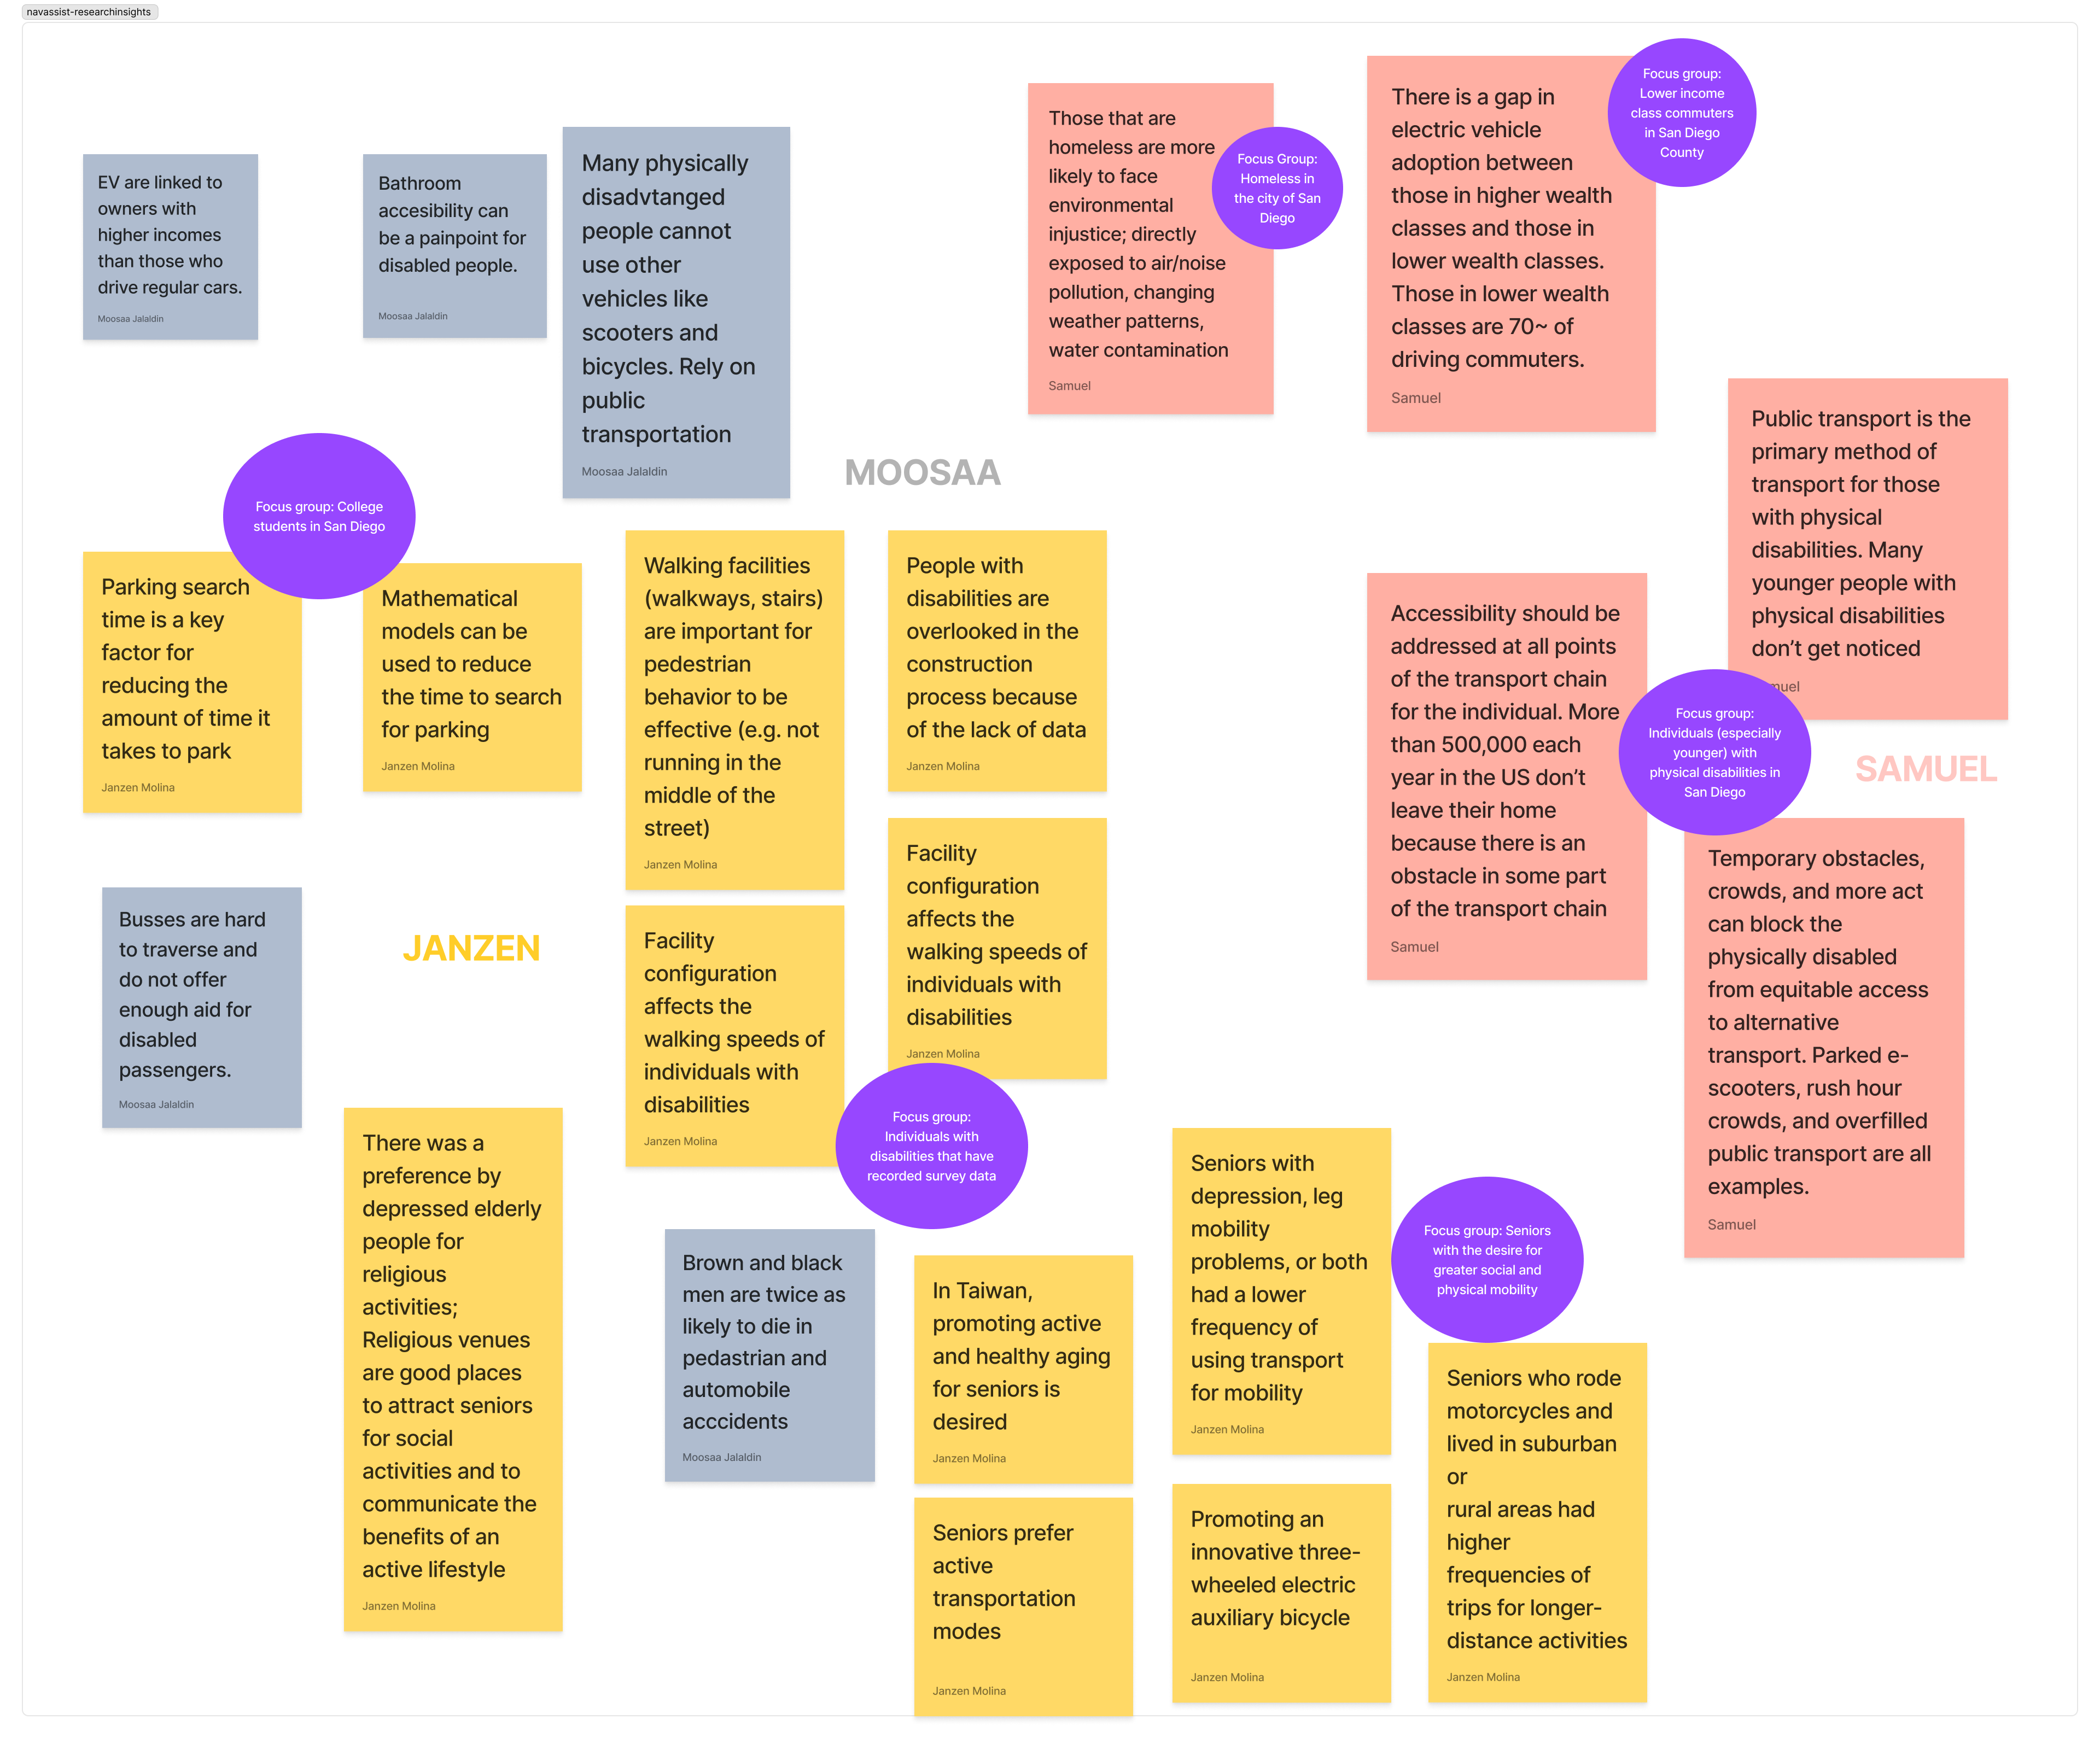 navassist-researchinsights
EV are linked to
owners with
higher incomes
than those who
drive regular cars.
Moosaa Jalaldin
Bathroom
accesibility can
be a painpoint for
disabled people.
Moosaa Jalaldin
Many physically
disadvtanged
people cannot
use other
vehicles like
scooters and
bicycles. Rely on
public
transportation
Moosaa Jalaldin
MOOSAA
Those that are
homeless are more
likely to face
environmental
injustice; directly
exposed to air/noise
pollution, changing
weather patterns,
water contamination
Samuel
Focus Group:
Homeless in
the city of San
Diego
There is a gap in
electric vehicle
adoption between
those in higher wealth
classes and those in
lower wealth classes.
Those in lower wealth
classes are 70~ of
driving commuters.
Samuel
Focus group:
Lower income
class commuters
in San Diego
County
Public transport is the
primary method of
transport for those
with physical
disabilities. Many
younger people with
physical disabilities
don't get noticed
muel
Focus group: College
students in San Diego
Parking search
time is a key
factor for
reducing the
amount of time it
takes to park
Janzen Molina
Mathematical
models can be
used to reduce
the time to search
for parking
Janzen Molina
Walking facilities
(walkways, stairs)
are important for
pedestrian
behavior to be
effective (e.g. not
running in the
middle of the
street)
Janzen Molina
People with
disabilities are
overlooked in the
construction
process because
of the lack of data
Janzen Molina
Accessibility should be
addressed at all points
of the transport chain
for the individual. More
than 500,000 each
year in the US don't
leave their home
because there is an
obstacle in some part
of the transport chain
Samuel
Focus group:
Individuals (especially
younger) with
physical disabilities in
San Diego
SAMUEL
Temporary obstacles,
crowds, and more act
can block the
physically disabled
from equitable access
to alternative
transport. Parked e-
scooters, rush hour
crowds, and overfilled
public transport are all
examples.
Samuel
Busses are hard
to traverse and
do not offer
enough aid for
disabled
passengers.
Moosaa Jalaldin
JANZEN
Facility
configuration
affects the
walking speeds of
individuals with
disabilities
Janzen Molina
Facility
configuration
affects the
walking speeds of
individuals with
disabilities
Janzen Molina
Focus group:
Individuals with
disabilities that have
recorded survey data
There was a
preference by
depressed elderly
people for
religious
activities;
Religious venues
are good places
to attract seniors
for social
activities and to
communicate the
benefits of an
active lifestyle
Janzen Molina
Brown and black
men are twice as
likely to die in
pedastrian and
automobile
acccidents
Moosaa Jalaldin
In Taiwan,
promoting active
and healthy aging
for seniors is
desired
Janzen Molina
Seniors with
depression, leg
mobility
problems, or both
had a lower
frequency of
using transport
for mobility
Janzen Molina
Focus group: Seniors
with the desire for
greater social and
physical mobility
Seniors prefer
active
transportation
modes
Janzen Molina
Promoting an
innovative three-
wheeled electric
auxiliary bicycle
Janzen Molina
Seniors who rode
motorcycles and
lived in suburban
or
rural areas had
higher
frequencies of
trips for longer-
distance activities
Janzen Molina